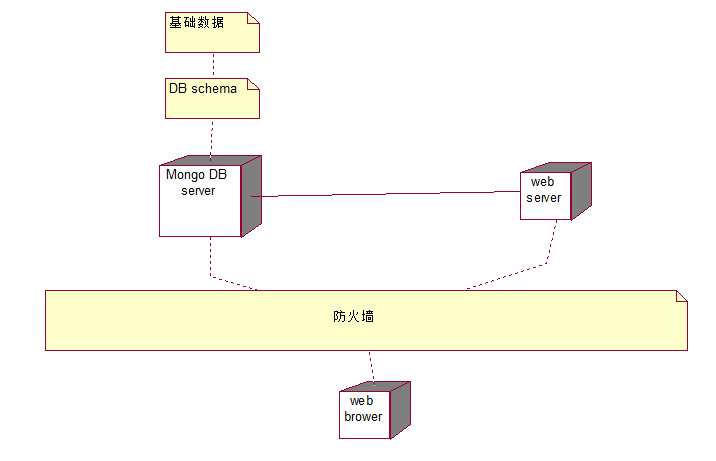 基础数据
DB schema
Mongo DB
server
web
server
防火墙
web
brower